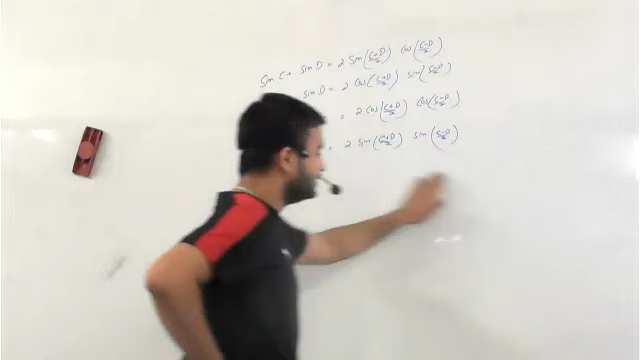 Sin C + Sin D = 2 Sin(C+D/2) Cos(C-D/2)
Sin D = 2 Cos(C+D/2) Sin(C-D/2)
= 2 Cos(C+D/2) Cos(C-D/2)
= 2 Sin(C+D/2) Sin(C-D/2)